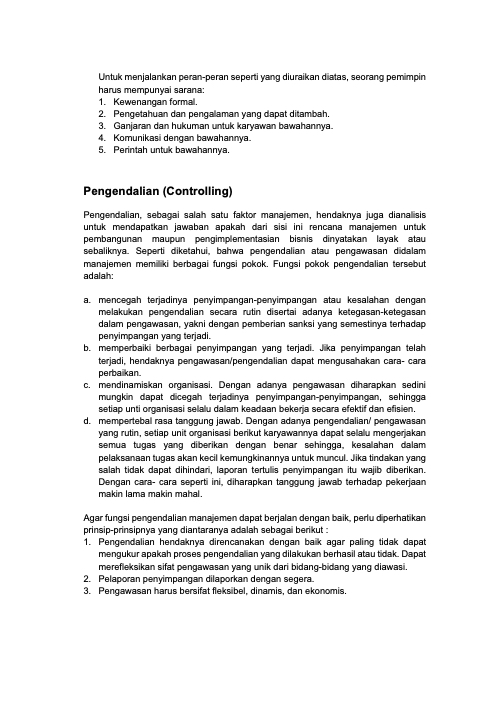 Untuk menjalankan peran-peran seperti yang diuraikan diatas, seorang pemimpin
harus mempunyai sarana:
1. Kewenangan formal.
2. Pengetahuan dan pengalaman yang dapat ditambah.
3. Ganjaran dan hukuman untuk karyawan bawahannya.
4. Komunikasi dengan bawahannya.
5. Perintah untuk bawahannya.
Pengendalian (Controlling)
Pengendalian, sebagai salah satu faktor manajemen, hendaknya juga dianalisis
untuk mendapatkan jawaban apakah dari sisi ini rencana manajemen untuk
pembangunan maupun pengimplementasian bisnis dinyatakan layak atau
sebaliknya. Seperti diketahui, bahwa pengendalian atau pengawasan didalam
manajemen memiliki berbagai fungsi pokok. Fungsi pokok pengendalian tersebut
adalah:
a. mencegah terjadinya penyimpangan-penyimpangan atau kesalahan dengan
melakukan pengendalian secara rutin disertai adanya ketegasan-ketegasan
dalam pengawasan, yakni dengan pemberian sanksi yang semestinya terhadap
penyimpangan yang terjadi.
b. memperbaiki berbagai penyimpangan yang terjadi. Jika penyimpangan telah
terjadi, hendaknya pengawasan/pengendalian dapat mengusahakan cara- cara
perbaikan.
c. mendinamiskan organisasi. Dengan adanya pengawasan diharapkan sedini
mungkin dapat dicegah terjadinya penyimpangan-penyimpangan, sehingga
setiap unti organisasi selalu dalam keadaan bekerja secara efektif dan efisien.
d. mempertebal rasa tanggung jawab. Dengan adanya pengendalian/ pengawasan
yang rutin, setiap unit organisasi berikut karyawannya dapat selalu mengerjakan
semua tugas yang diberikan dengan benar sehingga, kesalahan dalam
pelaksanaan tugas akan kecil kemungkinannya untuk muncul. Jika tindakan yang
salah tidak dapat dihindari, laporan tertulis penyimpangan itu wajib diberikan.
Dengan cara- cara seperti ini, diharapkan tanggung jawab terhadap pekerjaan
makin lama makin mahal.
Agar fungsi pengendalian manajemen dapat berjalan dengan baik, perlu diperhatikan
prinsip-prinsipnya yang diantaranya adalah sebagai berikut :
1. Pengendalian hendaknya direncanakan dengan baik agar paling tidak dapat
mengukur apakah proses pengendalian yang dilakukan berhasil atau tidak. Dapat
merefleksikan sifat pengawasan yang unik dari bidang-bidang yang diawasi.
2. Pelaporan penyimpangan dilaporkan dengan segera.
3. Pengawasan harus bersifat fleksibel, dinamis, dan ekonomis.